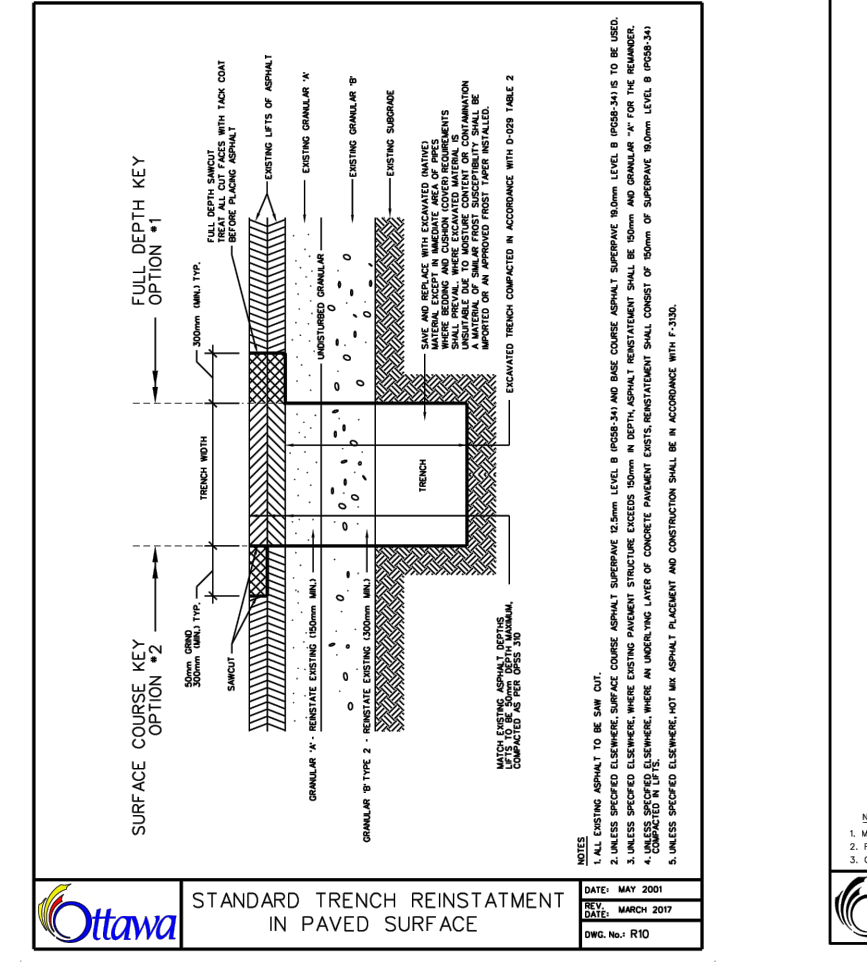 FULL DEPTH KEY
OPTION #1
SURFACE COURSE KEY
OPTION #2
FULL DEPTH SAWCUT
TREAT ALL CUT FACES WITH TACK COAT
BEFORE PLACING ASPHALT
300mm (MIN.) TYP.
TRENCH WIDTH
50mm GRIND
300mm (MIN.) TYP.
SAWCUT
EXISTING LIFTS OF ASPHALT
EXISTING GRANULAR 'A'
UNDISTURBED GRANULAR
EXISTING GRANULAR 'B'
EXISTING SUBGRADE
GRANULAR 'A' - REINSTATE EXISTING (150mm MIN.)
GRANULAR 'B' TYPE 2 - REINSTATE EXISTING (300mm MIN.)
TRENCH
SAVE AND REPLACE WITH EXCAVATED (NATIVE)
MATERIAL EXCEPT IN IMMEDIATE AREA OF PIPES
WHERE BEDDING AND CUSHION (COVER) REQUIREMENTS
SHALL PREVAIL. WHERE EXCAVATED MATERIAL IS
UNSUITABLE DUE TO MOISTURE CONTENT OR CONTAMINATION
A MATERIAL OF SIMILAR FROST SUSCEPTIBILITY SHALL BE
IMPORTED OR AN APPROVED FROST TAPER INSTALLED.
EXCAVATED TRENCH COMPACTED IN ACCORDANCE WITH D-029 TABLE 2
MATCH EXISTING ASPHALT DEPTHS
LIFTS TO BE 50mm DEPTH MAXIMUM,
COMPACTED AS PER OPSS 310
NOTES
1. ALL EXISTING ASPHALT TO BE SAW CUT.
2. UNLESS SPECIFIED ELSEWHERE, SURFACE COURSE ASPHALT SUPERPAVE 12.5mm LEVEL B (PG58-34) AND BASE COURSE ASPHALT SUPERPAVE 19.0mm LEVEL B (PG58-34) IS TO BE USED.
3. UNLESS SPECIFIED ELSEWHERE, WHERE EXISTING PAVEMENT STRUCTURE EXCEEDS 150mm IN DEPTH, ASPHALT REINSTATEMENT SHALL BE 150mm AND GRANULAR "A" FOR THE REMAINDER.
4. UNLESS SPECIFIED ELSEWHERE, WHERE AN UNDERLYING LAYER OF CONCRETE PAVEMENT EXISTS, REINSTATEMENT SHALL CONSIST OF 150mm OF SUPERPAVE 19.0mm LEVEL B (PG58-34)
COMPACTED IN LIFTS.
5. UNLESS SPECIFIED ELSEWHERE, HOT MIX ASPHALT PLACEMENT AND CONSTRUCTION SHALL BE IN ACCORDANCE WITH F-3130.
Ottawa
STANDARD TRENCH REINSTATMENT
IN PAVED SURFACE
DATE: MAY 2001
REV. DATE: MARCH 2017
DWG. No.: R10
1.
2.
3.